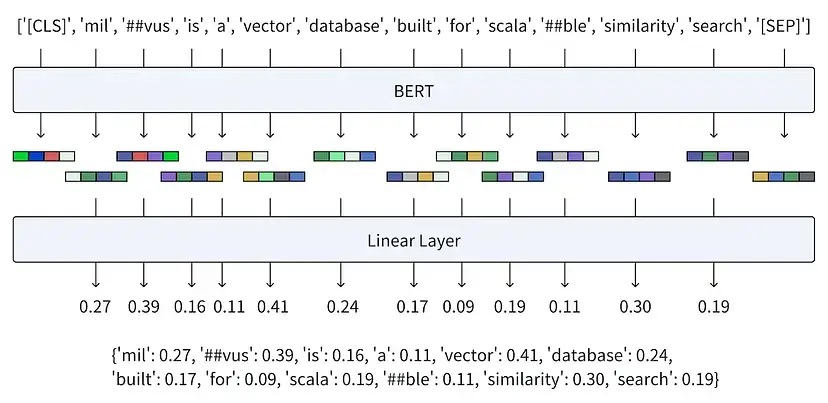 ['[CLS]', 'mil', '##vus', 'is', 'a', 'vector', 'database', 'built', 'for', 'scala', '##ble', 'similarity', 'search', '[SEP]']
BERT
Linear Layer
0.27 0.39 0.16 0.11 0.41 0.24 0.17 0.09 0.19 0.11 0.30 0.19
{'mil': 0.27, '##vus': 0.39, 'is': 0.16, 'a': 0.11, 'vector': 0.41, 'database': 0.24,
'built': 0.17, 'for': 0.09, 'scala': 0.19, '##ble': 0.11, 'similarity': 0.30, 'search': 0.19}